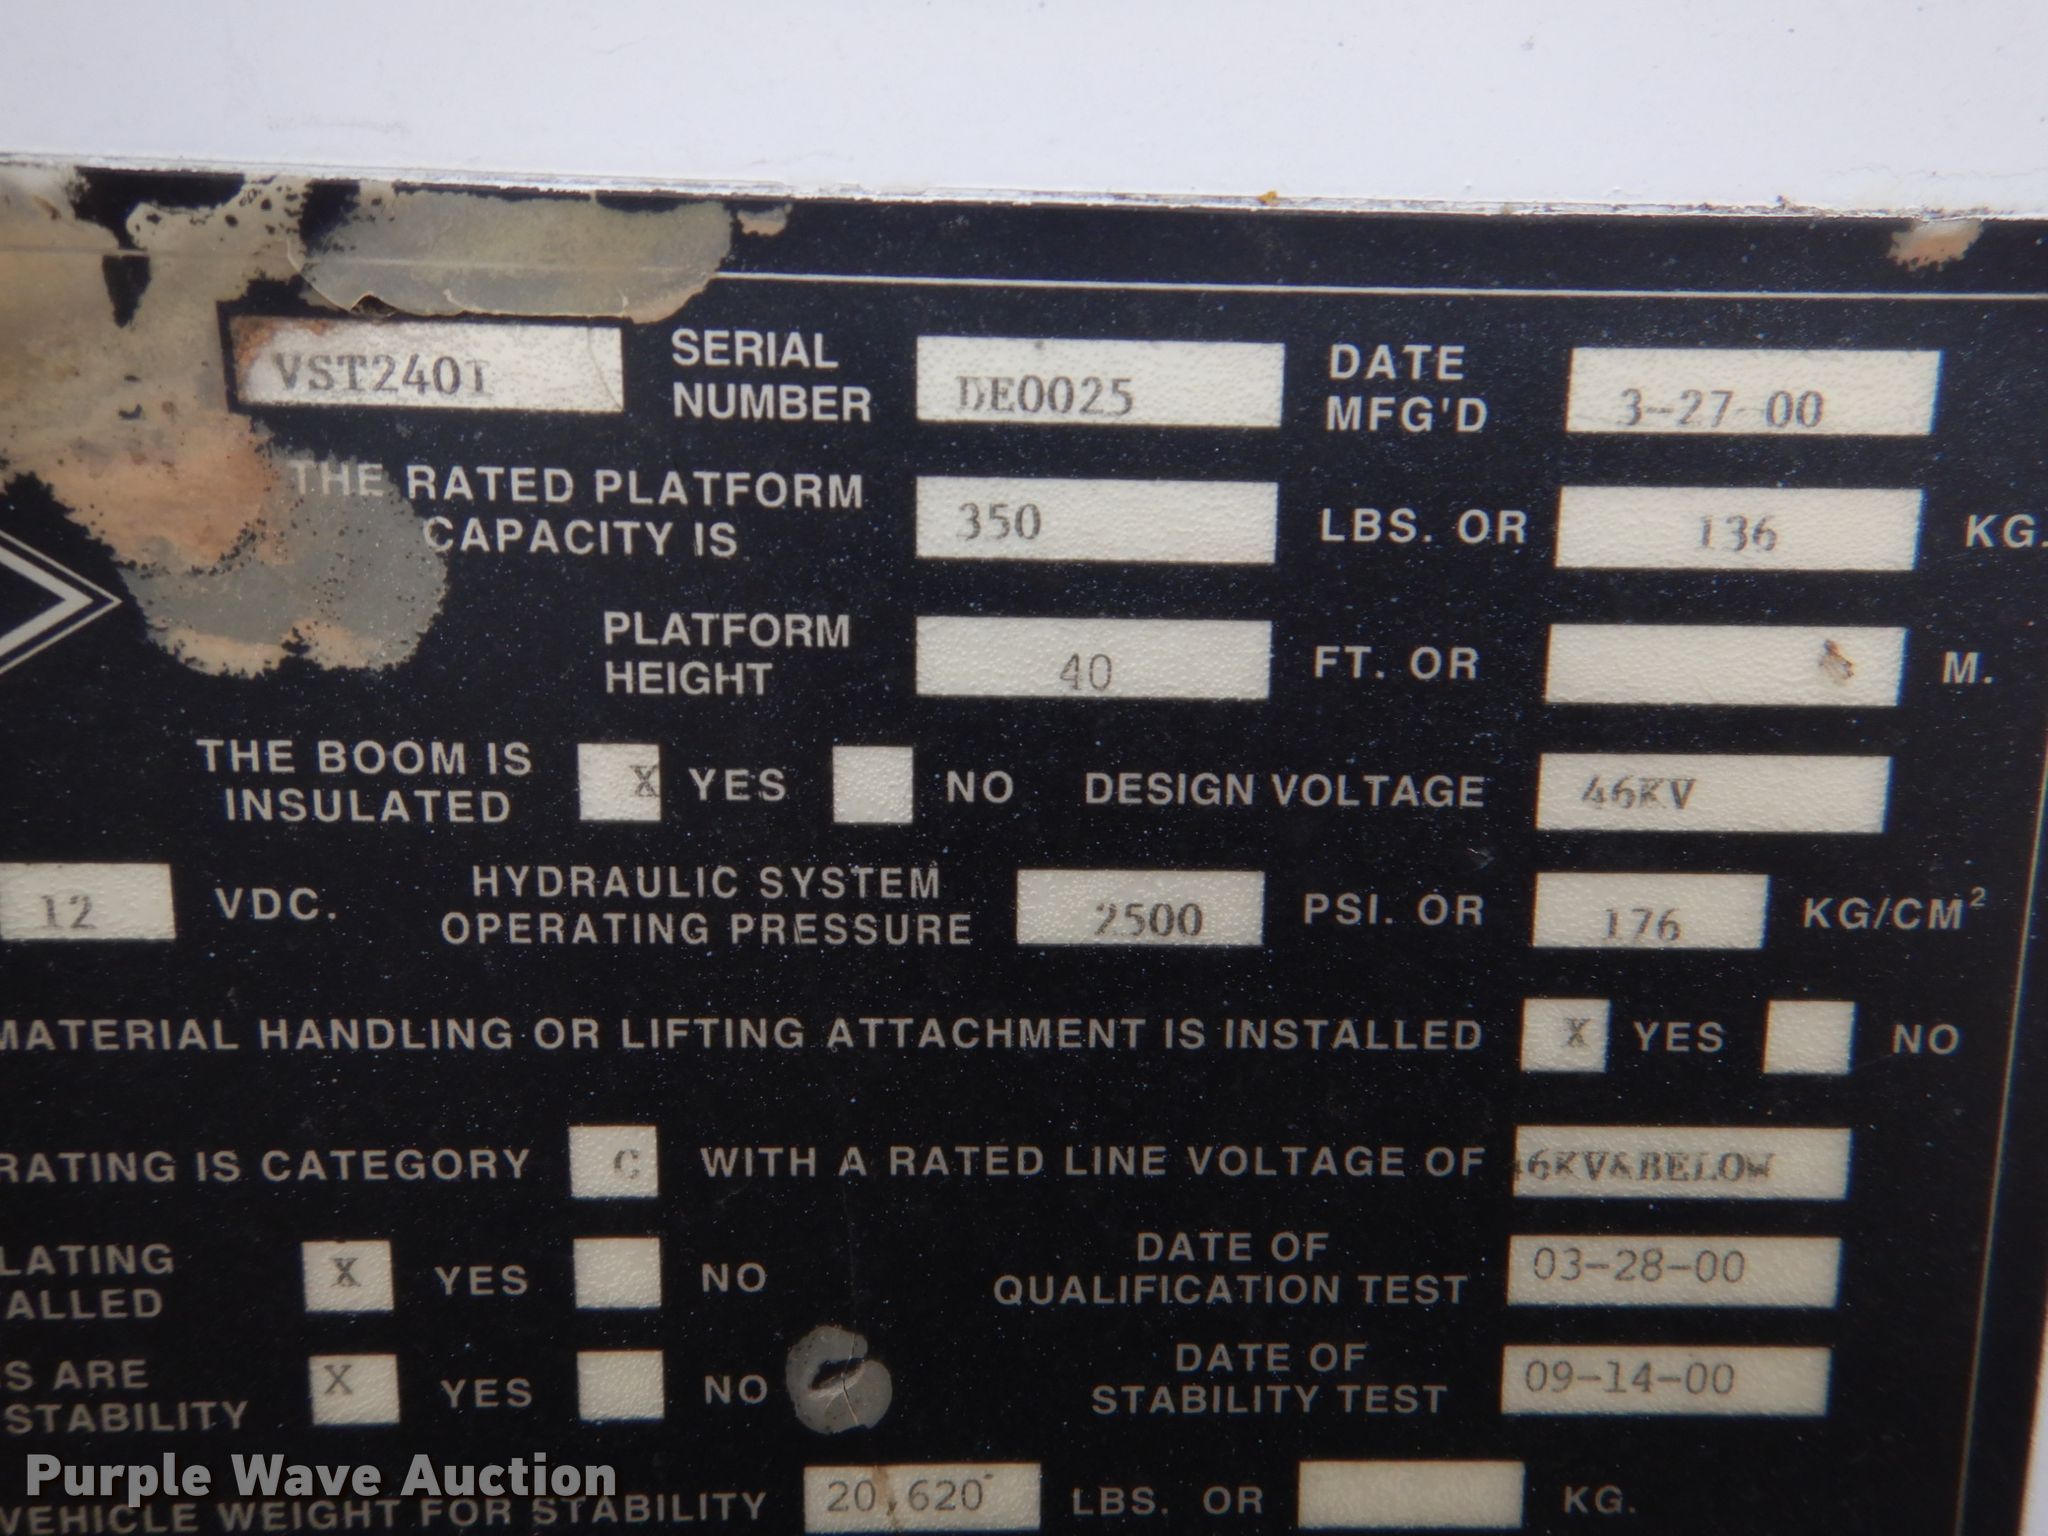 VST240I SERIAL NUMBER DE0025 DATE MFG'D 3-27-00
THE RATED PLATFORM CAPACITY IS 350 LBS. OR 136 KG.
PLATFORM HEIGHT 40 FT. OR M.
THE BOOM IS INSULATED X YES NO DESIGN VOLTAGE 46KV
12 VDC. HYDRAULIC SYSTEM OPERATING PRESSURE 2500 PSI. OR 176 KG/CM²
MATERIAL HANDLING OR LIFTING ATTACHMENT IS INSTALLED X YES NO
RATING IS CATEGORY C WITH A RATED LINE VOLTAGE OF 46KV&BELOW
LATING ALLED X YES NO DATE OF QUALIFICATION TEST 03-28-00
S ARE STABILITY X YES NO DATE OF STABILITY TEST 09-14-00
VEHICLE WEIGHT FOR STABILITY 20,620 LBS. OR KG.
Purple Wave Auction